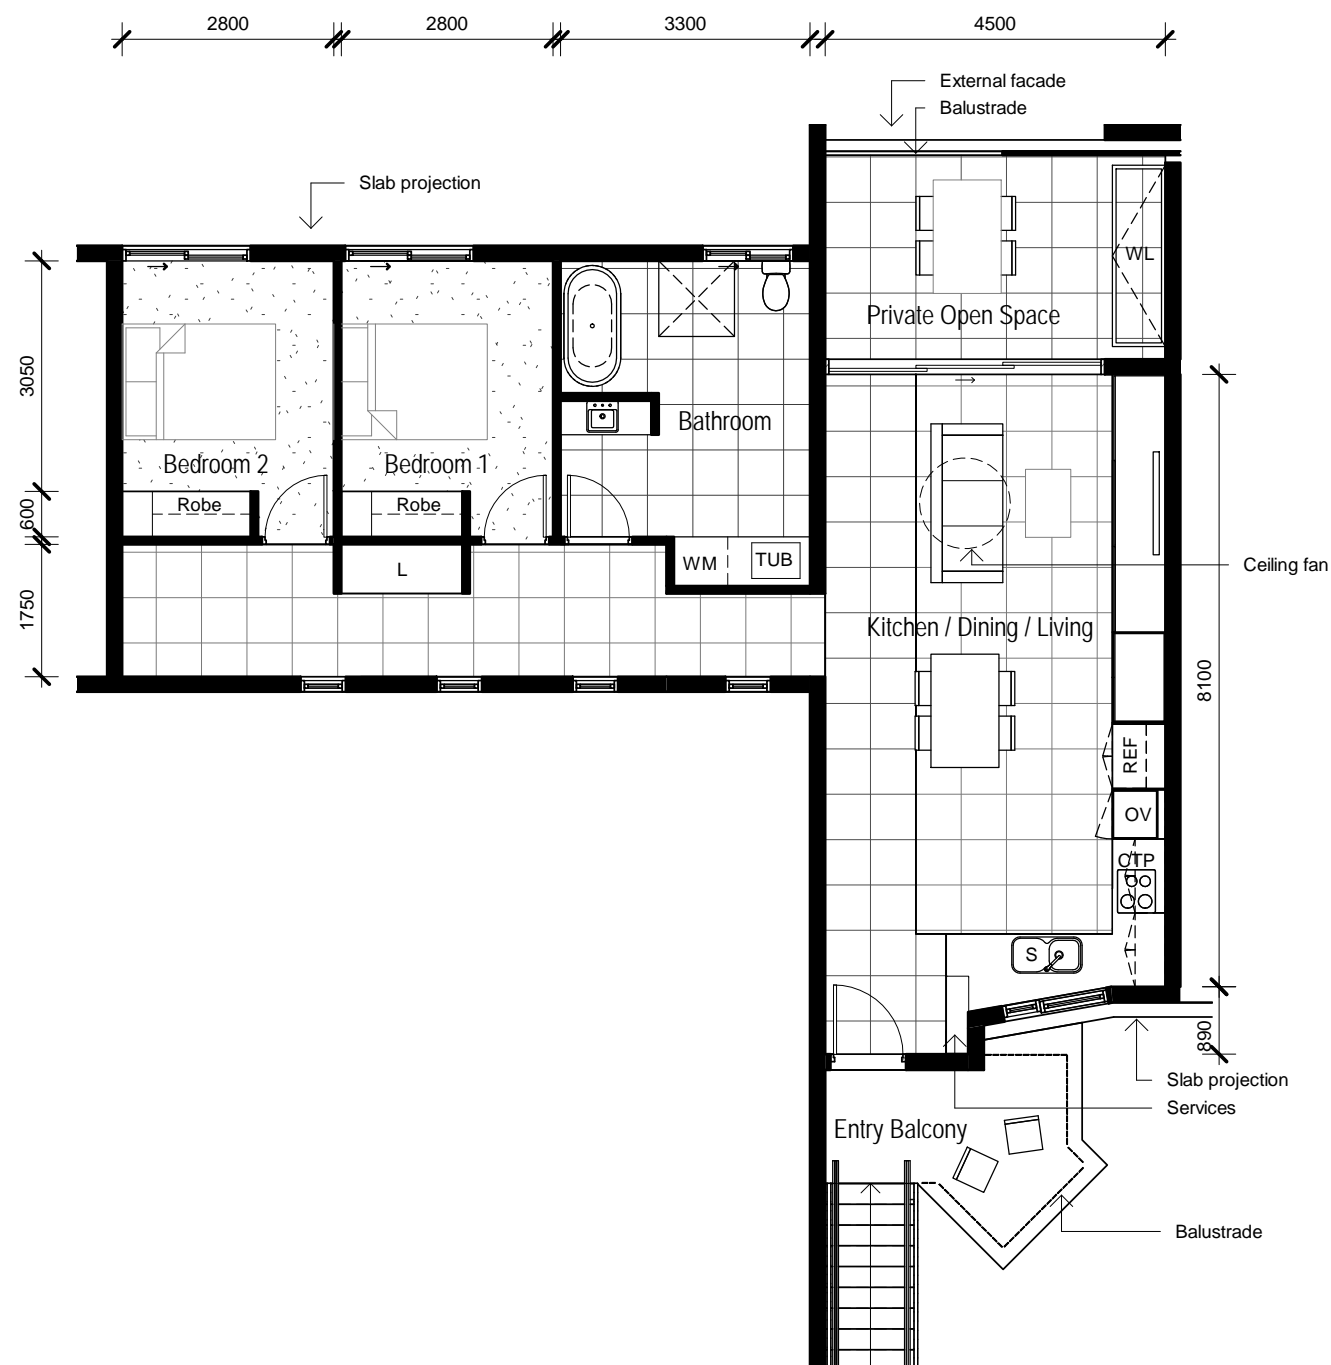 2800
2800
3300
4500
External facade
Balustrade
Slab projection
WL
Private Open Space
3050
Bathroom
Bedroom 2
Bedroom 1
Robe
Robe
600
WM
TUB
L
Ceiling fan
1750
Kitchen / Dining / Living
8100
REF
OV
CTP
S
890
Slab projection
Services
Entry Balcony
Balustrade